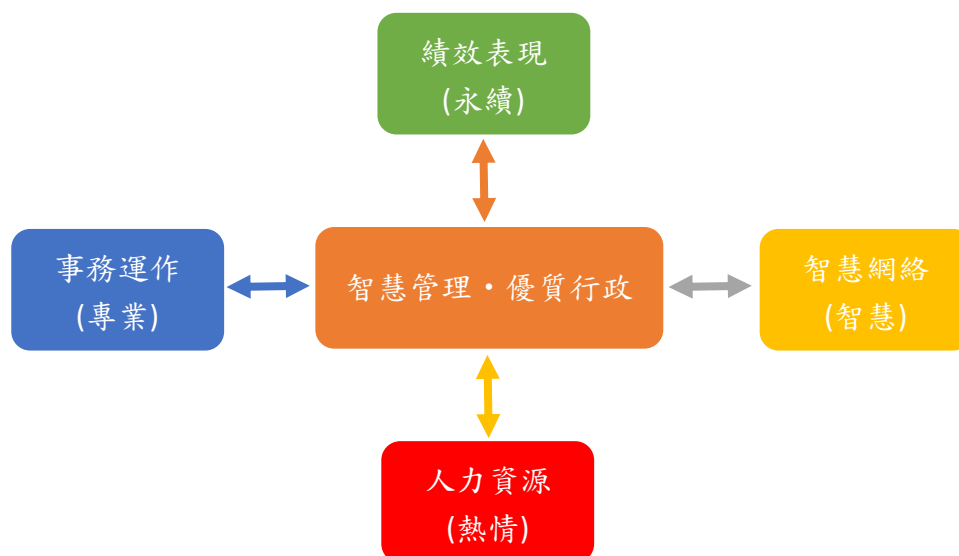 績效表現
(永續)
事務運作
(專業)
智慧管理・優質行政
智慧網絡
(智慧)
人力資源
(熱情)